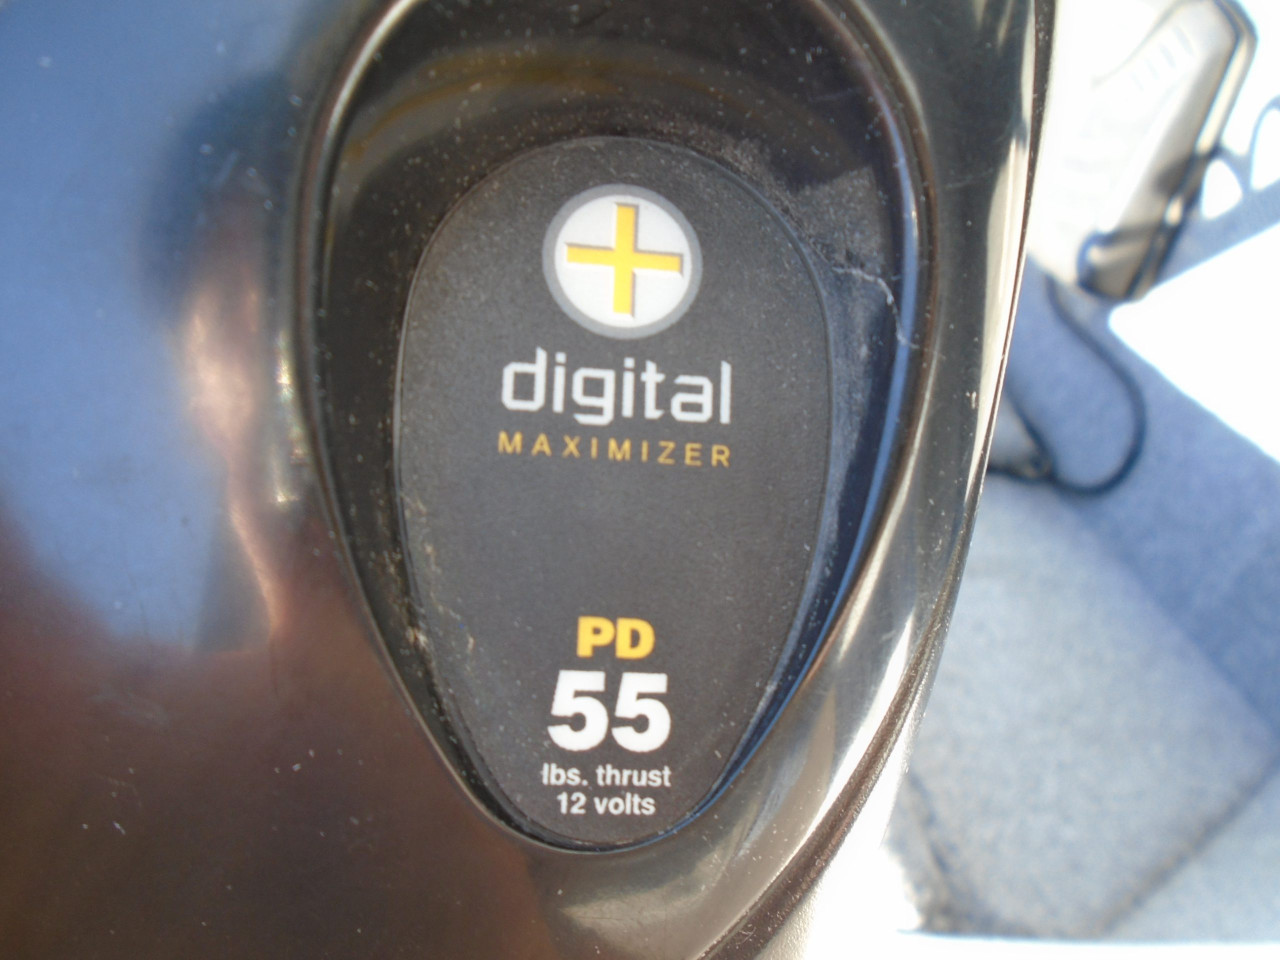 digital
MAXIMIZER
PD
55
lbs. thrust
12 volts